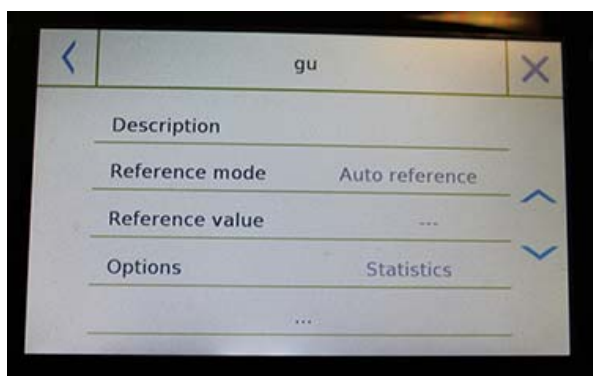 gu
Description
Reference mode Auto reference
Reference value ---
Options Statistics
...